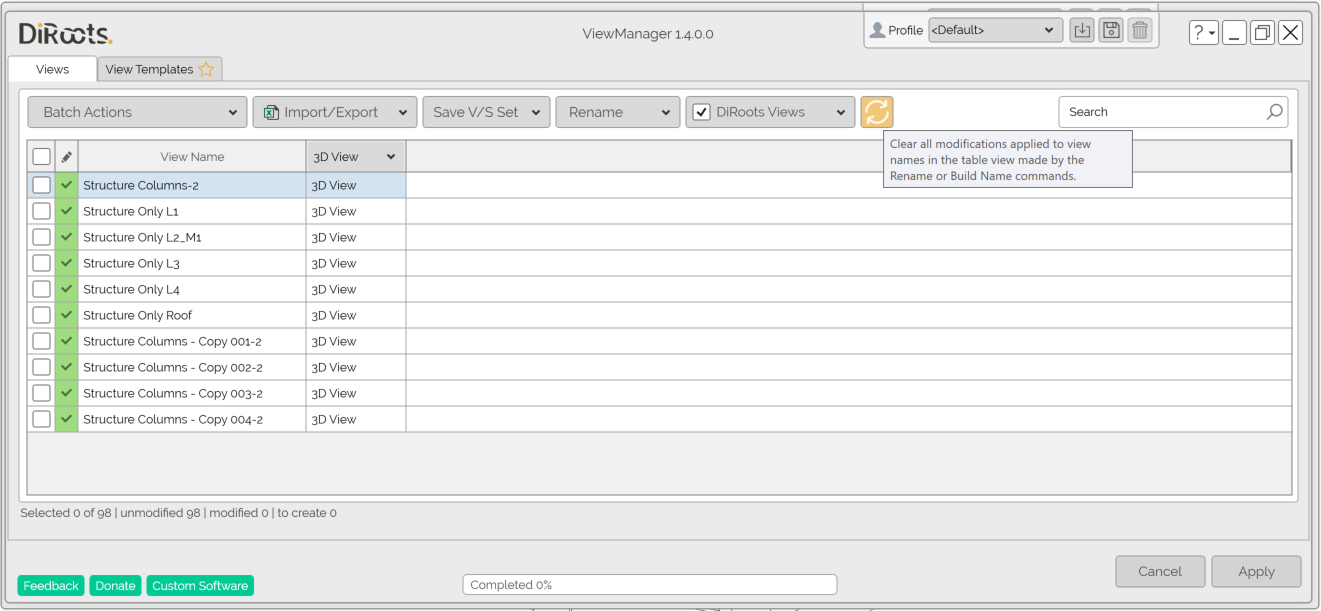 DiRoots.
ViewManager 1.4.0.0
Profile <Default>
?
Views
View Templates
Batch Actions
Import/Export
Save V/S Set
Rename
DiRoots Views
Search
Clear all modifications applied to view
names in the table view made by the
Rename or Build Name commands.
View Name 3D View
Structure Columns-2 3D View
Structure Only L1 3D View
Structure Only L2_M1 3D View
Structure Only L3 3D View
Structure Only L4 3D View
Structure Only Roof 3D View
Structure Columns - Copy 001-2 3D View
Structure Columns - Copy 002-2 3D View
Structure Columns - Copy 003-2 3D View
Structure Columns - Copy 004-2 3D View
Selected 0 of 98 | unmodified 98 | modified 0 | to create 0
Feedback
Donate
Custom Software
Completed 0%
Cancel
Apply